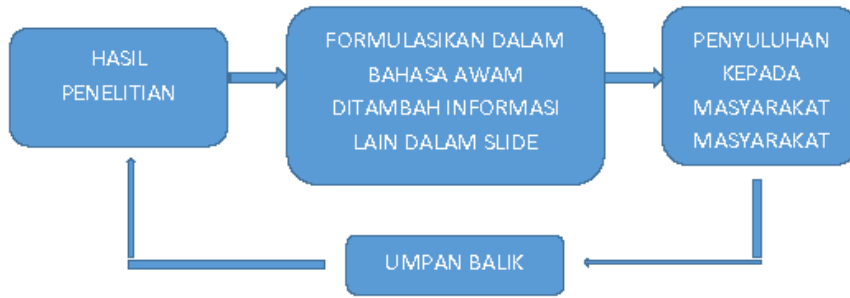 HASIL
PENELITIAN
FORMULASIKAN DALAM
BAHASA AWAM
DITAMBAH INFORMASI
LAIN DALAM SLIDE
PENYULUHAN
KEPADA
MASYARAKAT
MASYARAKAT
UMPAN BALIK